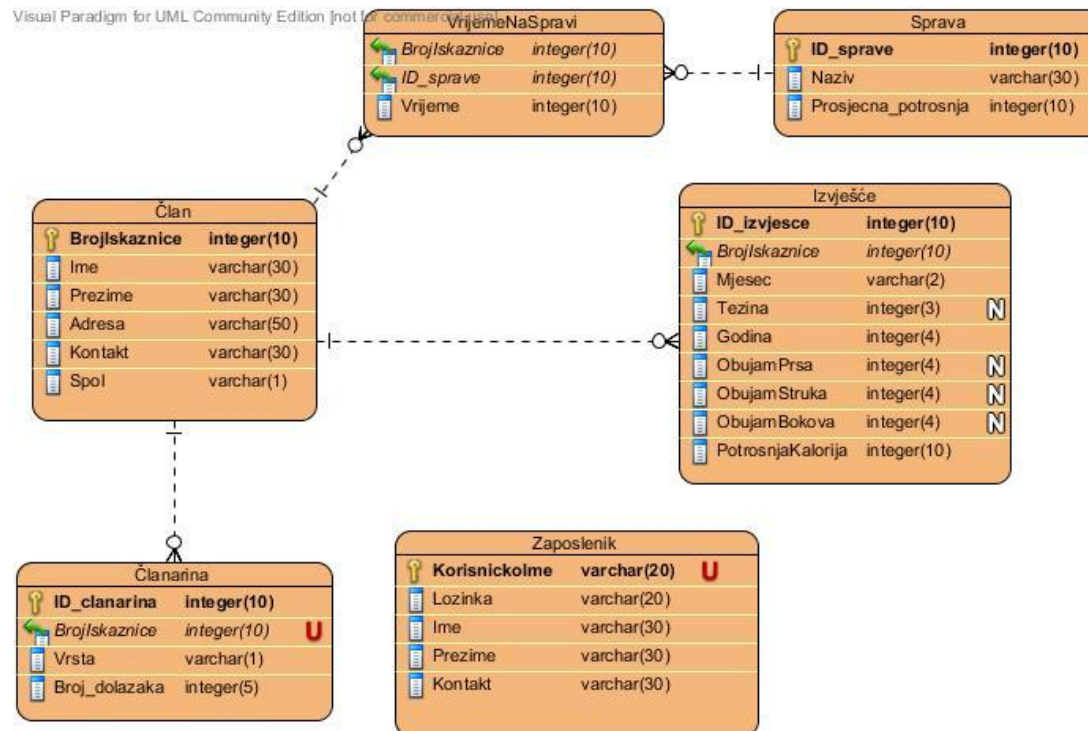 Visual Paradigm for UML Community Edition [not for commercial use]
VrijemeNaSpravi
BrojIskaznice integer(10)
ID_sprave integer(10)
Vrijeme integer(10)
Sprava
ID_sprave integer(10)
Naziv varchar(30)
Prosjecna_potrosnja integer(10)
Član
BrojIskaznice integer(10)
Ime varchar(30)
Prezime varchar(30)
Adresa varchar(50)
Kontakt varchar(30)
Spol varchar(1)
Izvješće
ID_izvjesce integer(10)
BrojIskaznice integer(10)
Mjesec varchar(2)
Tezina integer(3) N
Godina integer(4)
ObujamPrsa integer(4) N
ObujamStruka integer(4) N
ObujamBokova integer(4) N
PotrosnjaKalorija integer(10)
Članarina
ID_clanarina integer(10)
BrojIskaznice integer(10) U
Vrsta varchar(1)
Broj_dolazaka integer(5)
Zaposlenik
KorisnickoIme varchar(20) U
Lozinka varchar(20)
Ime varchar(30)
Prezime varchar(30)
Kontakt varchar(30)